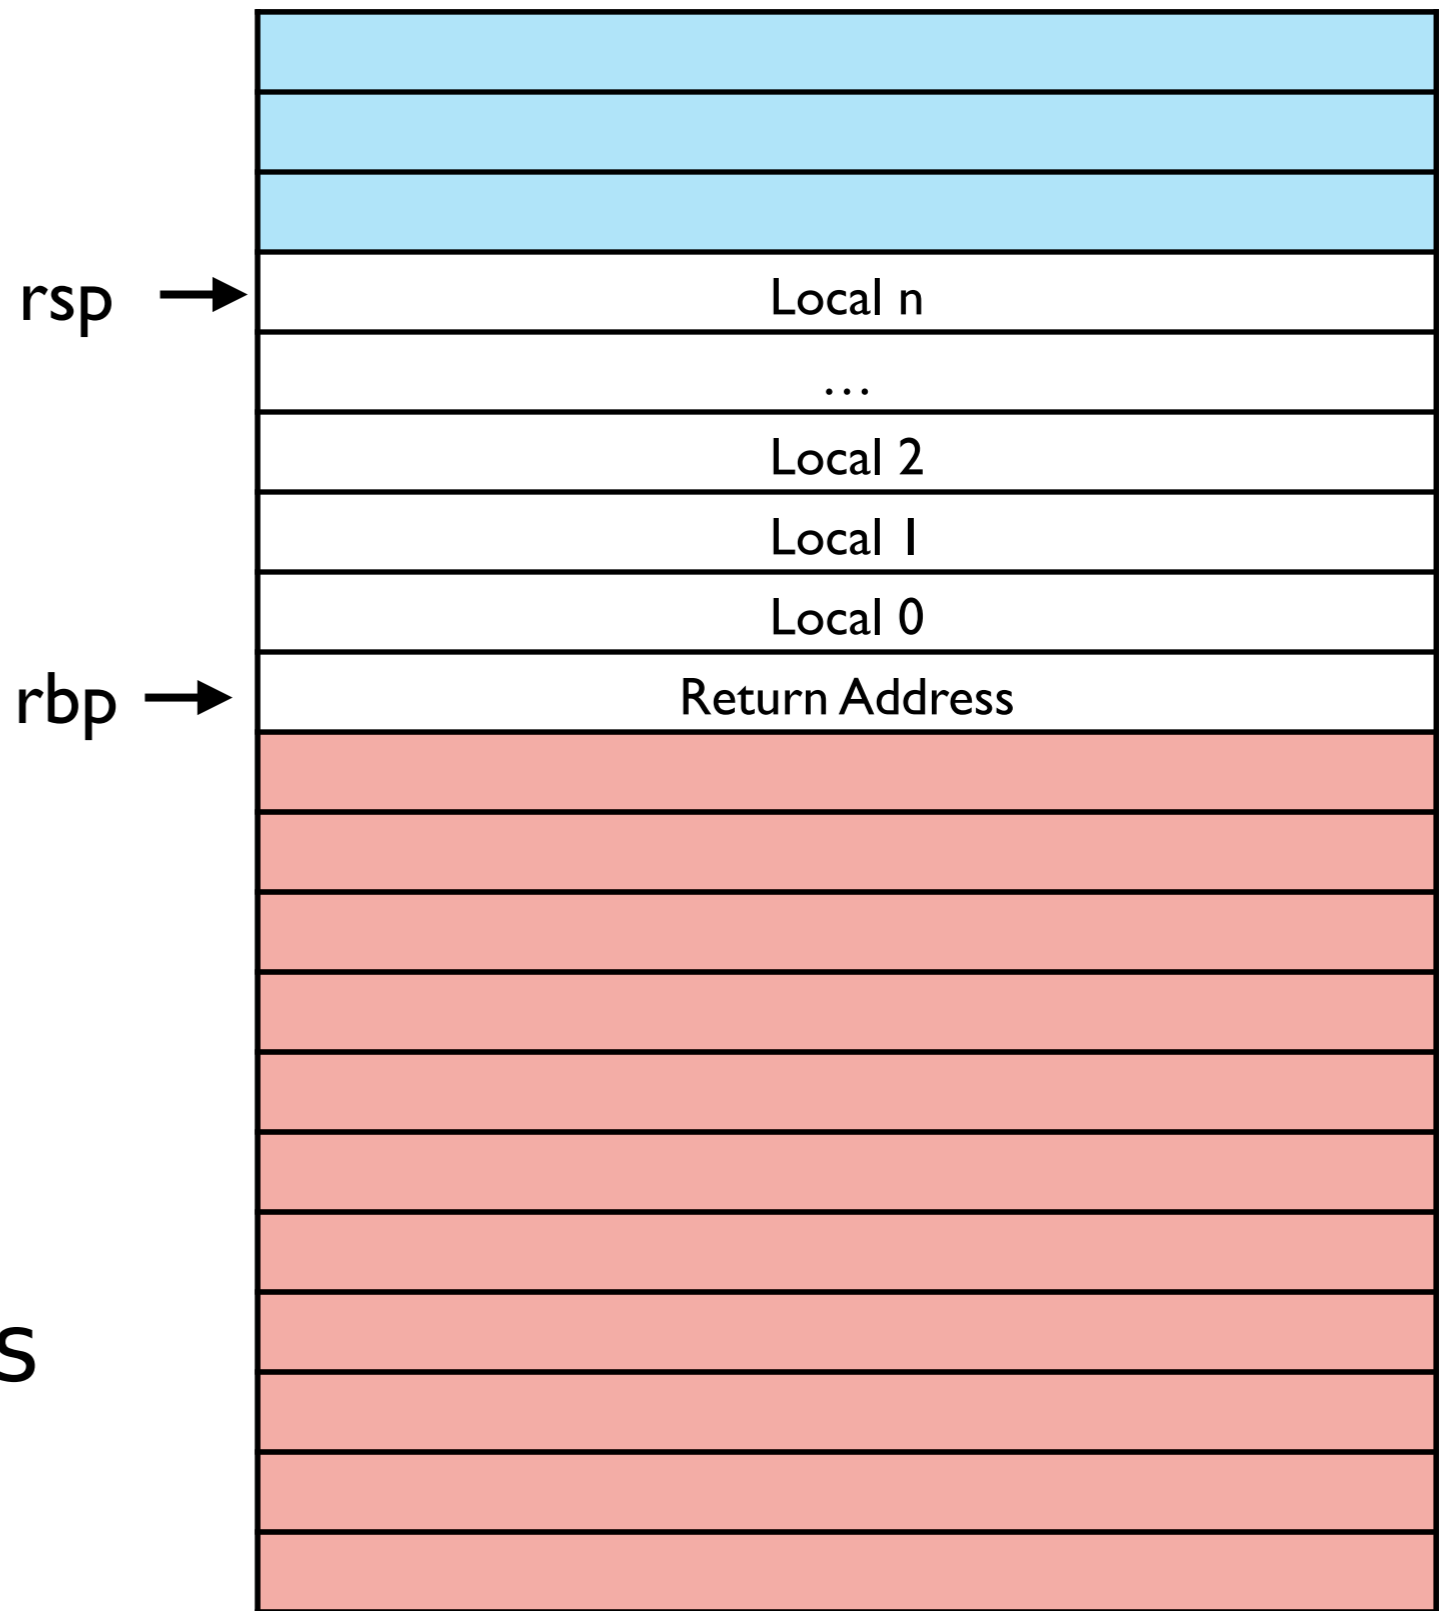 rsp → Local n
…
Local 2
Local 1
Local 0
rbp → Return Address
s